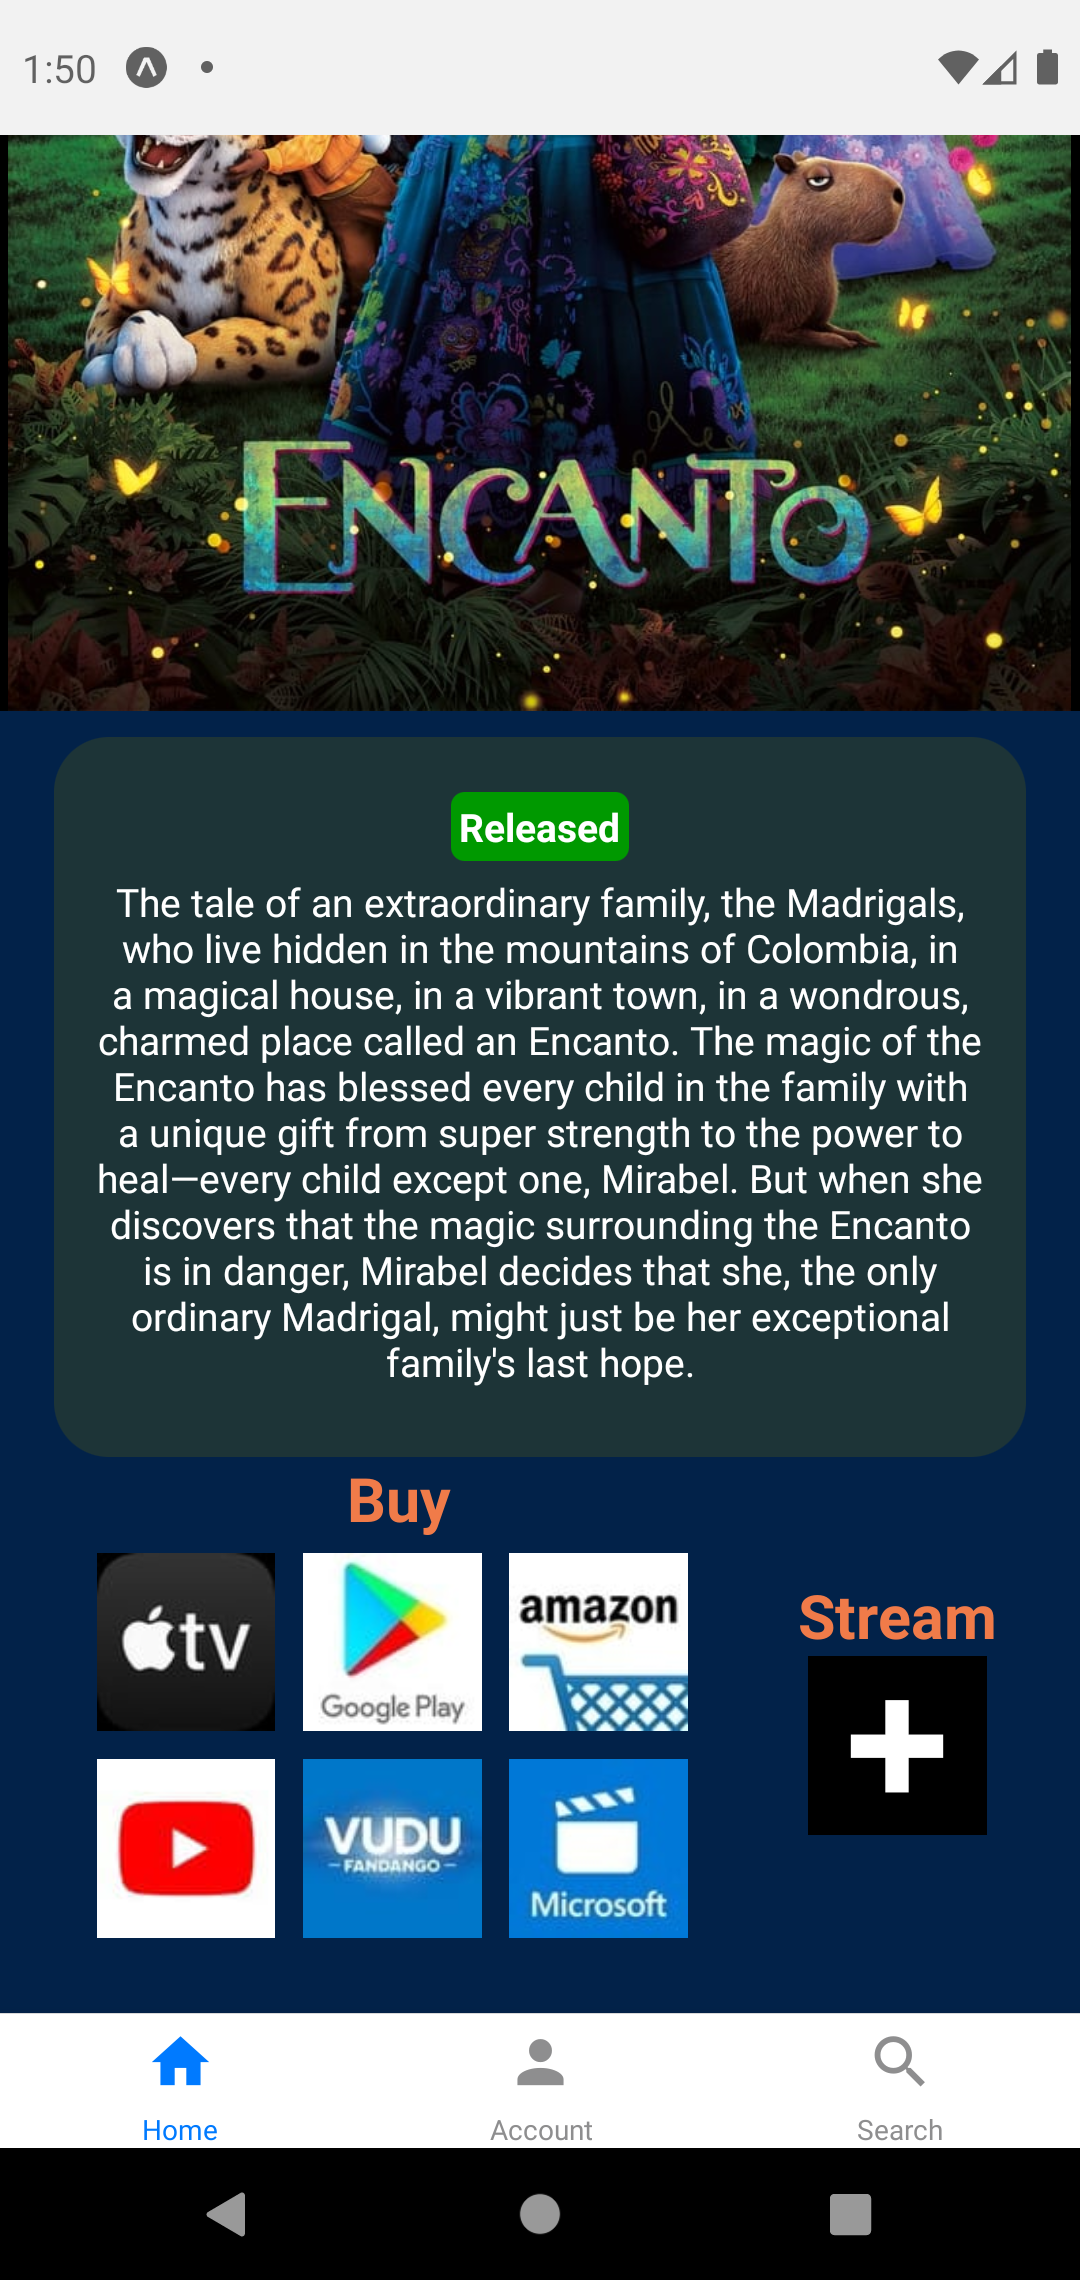 1:50
ENCANTO
Released
The tale of an extraordinary family, the Madrigals,
who live hidden in the mountains of Colombia, in
a magical house, in a vibrant town, in a wondrous,
charmed place called an Encanto. The magic of the
Encanto has blessed every child in the family with
a unique gift from super strength to the power to
heal—every child except one, Mirabel. But when she
discovers that the magic surrounding the Encanto
is in danger, Mirabel decides that she, the only
ordinary Madrigal, might just be her exceptional
family's last hope.
Buy
tv
Google Play
amazon
VUDU
FANDANGO
Microsoft
Stream
Home
Account
Search